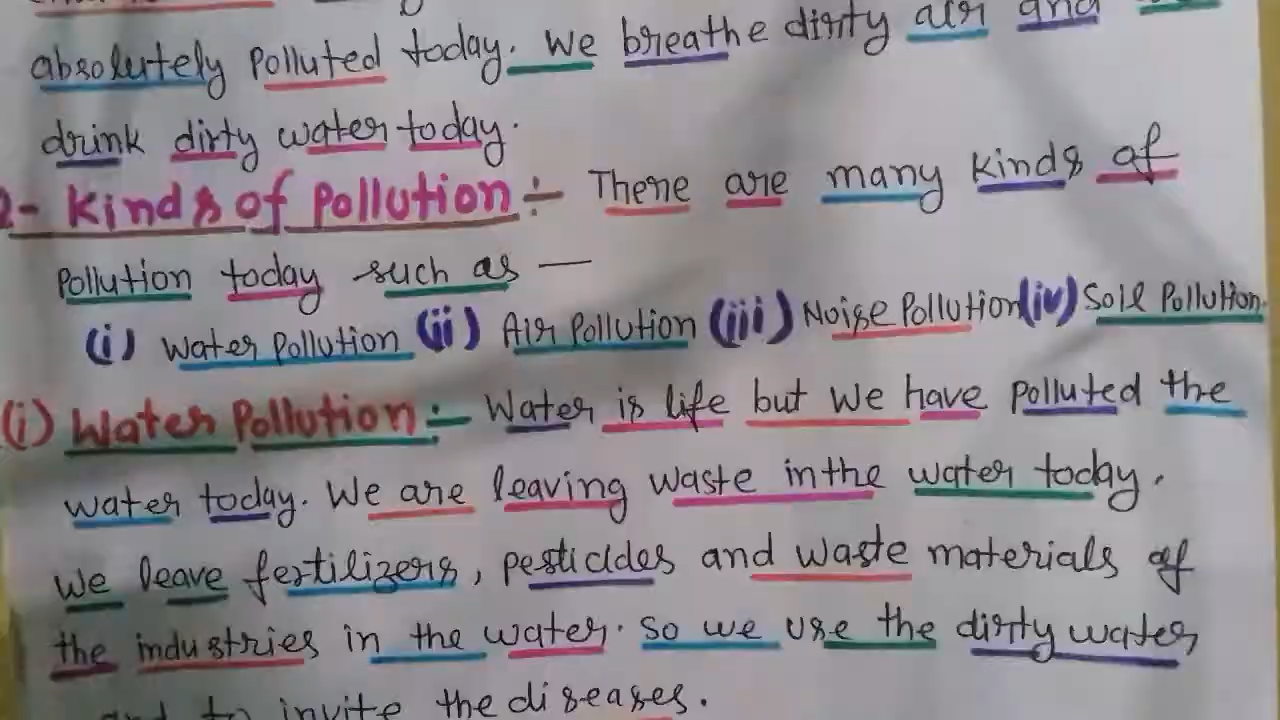 absolutely Polluted today. We breathe dirty air and
drink dirty water today.
2- Kinds of Pollution :- There are many kinds of
Pollution today such as —
(i) Water Pollution (ii) Air Pollution (iii) Noise Pollution (iv) Soil Pollution.
(i) Water Pollution :- Water is life but we have polluted the
water today. We are leaving waste in the water today.
We leave fertilizers, pesticides and waste materials of
the industries in the water. So we use the dirty water
and to invite the diseases.